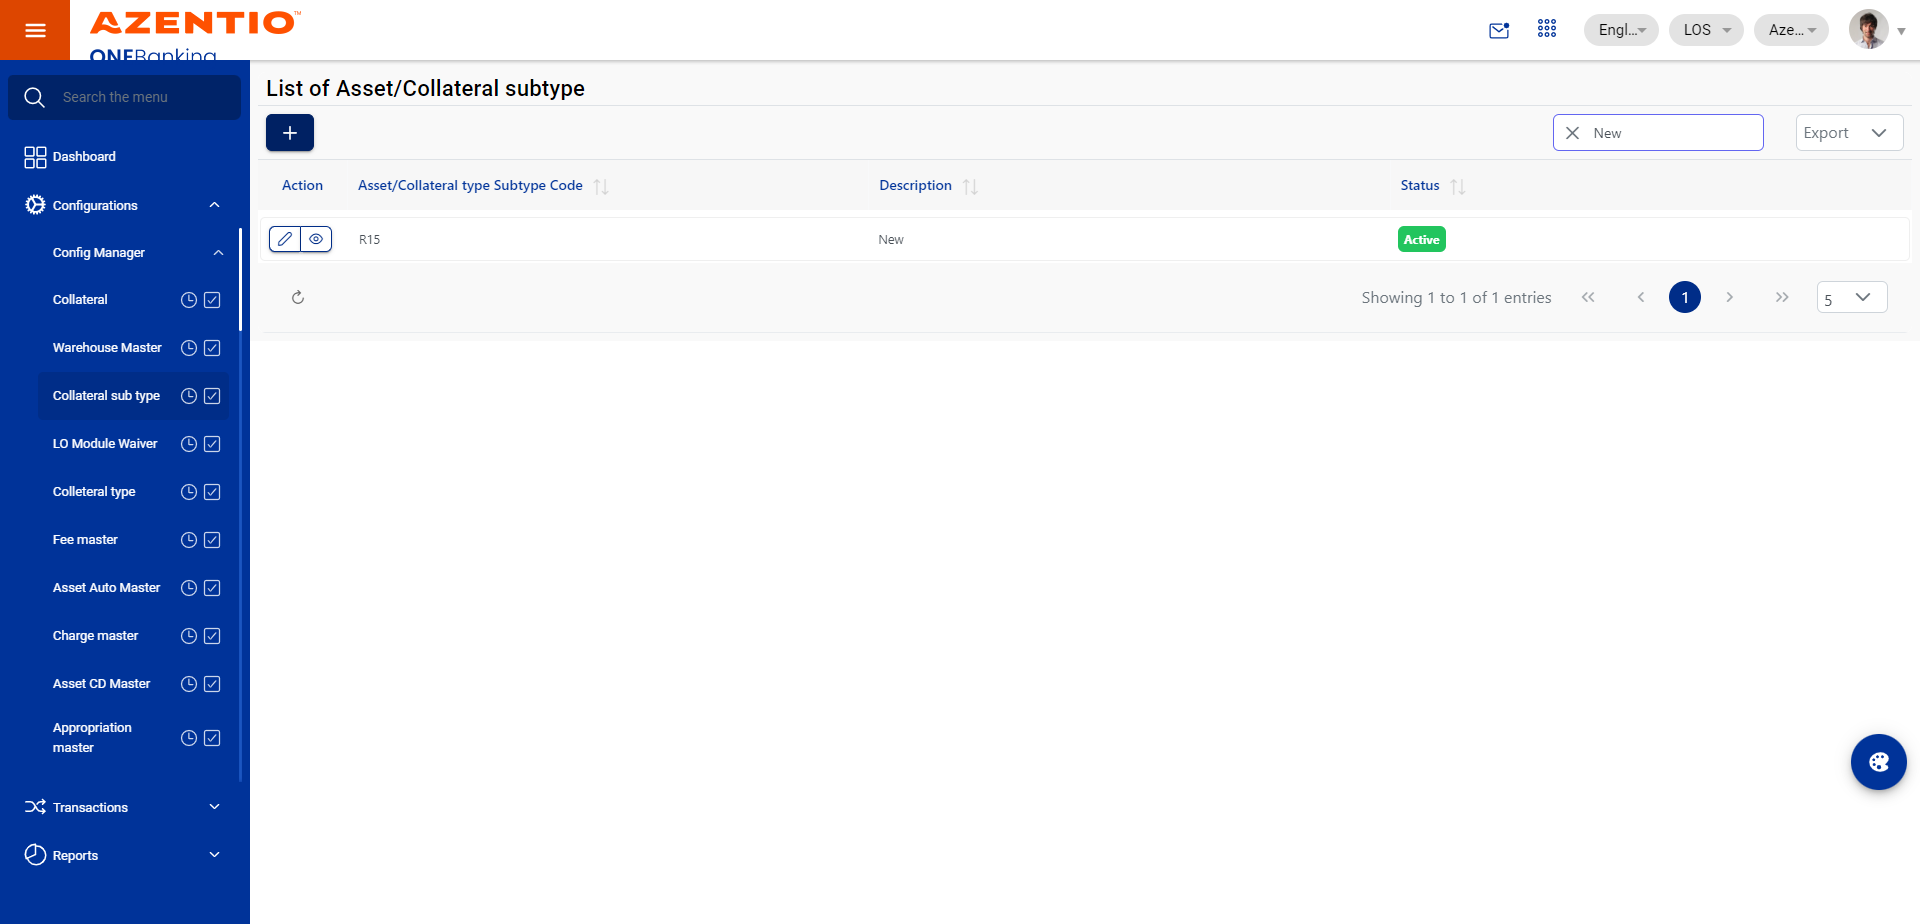 AZENTIO™
ONEBanking
Engl...
LOS
Aze...
Search the menu
Dashboard
Configurations
Config Manager
Collateral
Warehouse Master
Collateral sub type
LO Module Waiver
Colleteral type
Fee master
Asset Auto Master
Charge master
Asset CD Master
Appropriation
master
Transactions
Reports
List of Asset/Collateral subtype
New
Export
Action
Asset/Collateral type Subtype Code
Description
Status
R15
New
Active
Showing 1 to 1 of 1 entries
1
5